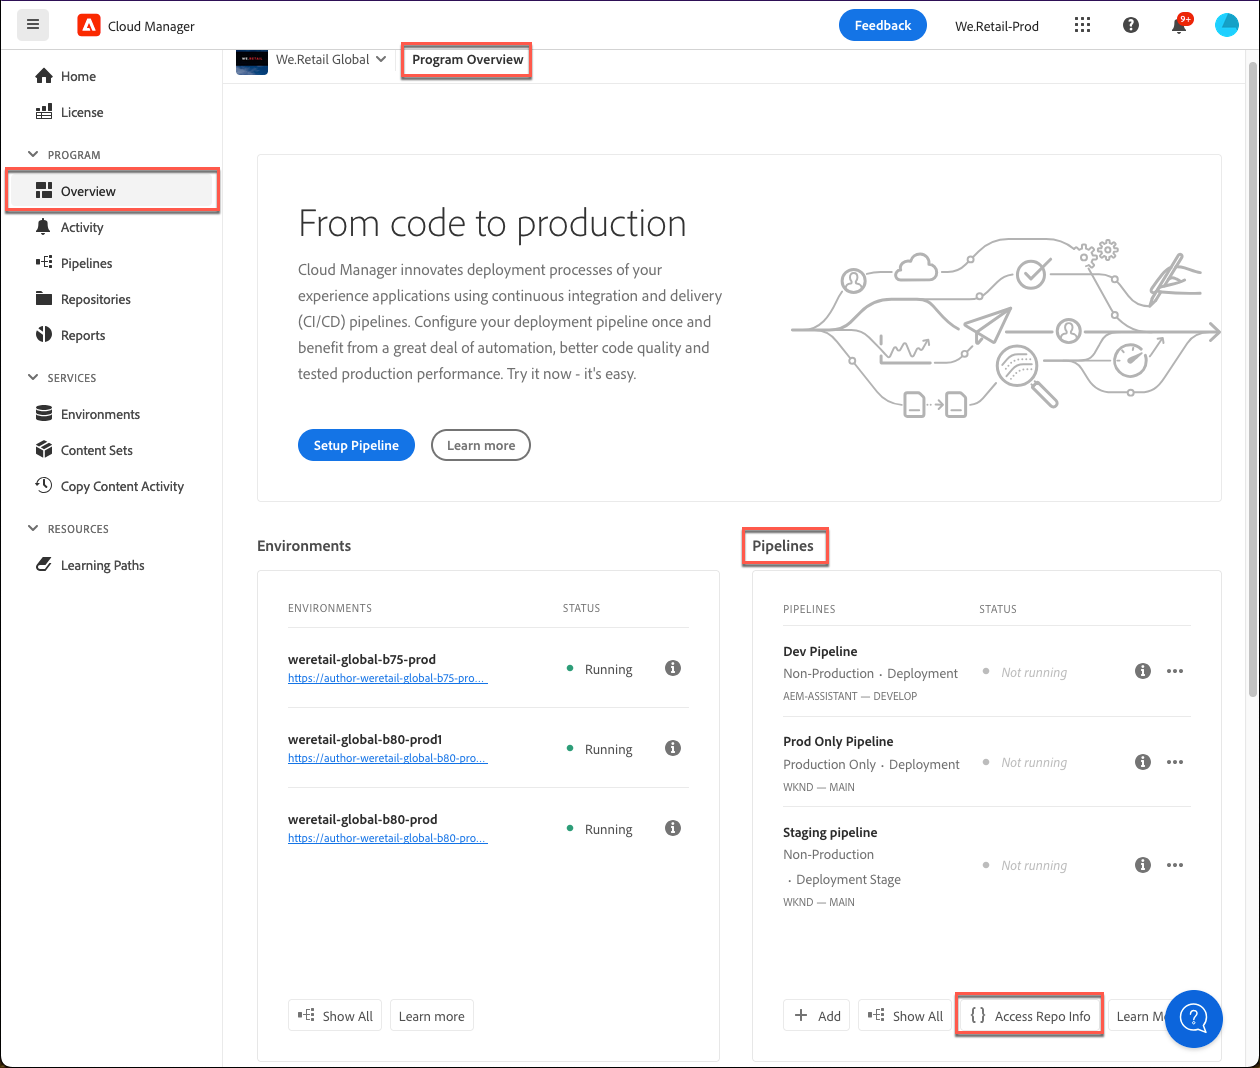 Cloud Manager
Feedback
We.Retail-Prod
9+
Home
License
PROGRAM
Overview
Activity
Pipelines
Repositories
Reports
SERVICES
Environments
Content Sets
Copy Content Activity
RESOURCES
Learning Paths
WE.RETAIL
We.Retail Global
Program Overview
From code to production
Cloud Manager innovates deployment processes of your
experience applications using continuous integration and delivery
(CI/CD) pipelines. Configure your deployment pipeline once and
benefit from a great deal of automation, better code quality and
tested production performance. Try it now - it's easy.
Setup Pipeline
Learn more
Environments
ENVIRONMENTS STATUS
weretail-global-b75-prod
https://author-weretail-global-b75-pro...
Running
weretail-global-b80-prod1
https://author-weretail-global-b80-pro...
Running
weretail-global-b80-prod
https://author-weretail-global-b80-pro...
Running
Show All
Learn more
Pipelines
PIPELINES STATUS
Dev Pipeline
Non-Production · Deployment
AEM-ASSISTANT — DEVELOP
Not running
Prod Only Pipeline
Production Only · Deployment
WKND — MAIN
Not running
Staging pipeline
Non-Production
· Deployment Stage
WKND — MAIN
Not running
Add
Show All
{} Access Repo Info
Learn
?